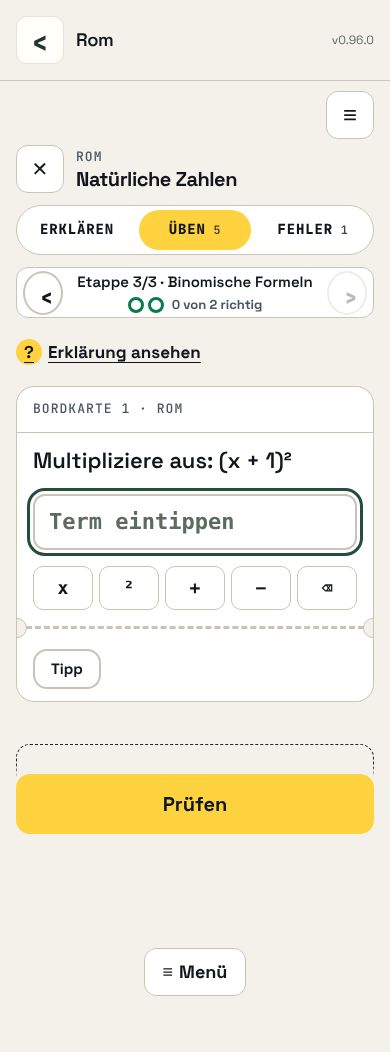 < Rom v0.96.0
≡
✕ ROM
Natürliche Zahlen
ERKLÄREN ÜBEN 5 FEHLER 1
< Etappe 3/3 · Binomische Formeln >
0 von 2 richtig
? Erklärung ansehen
BORDKARTE 1 · ROM
Multipliziere aus: (x + 1)²
Term eintippen
x ² + − ⌫
Tipp
Prüfen
≡ Menü